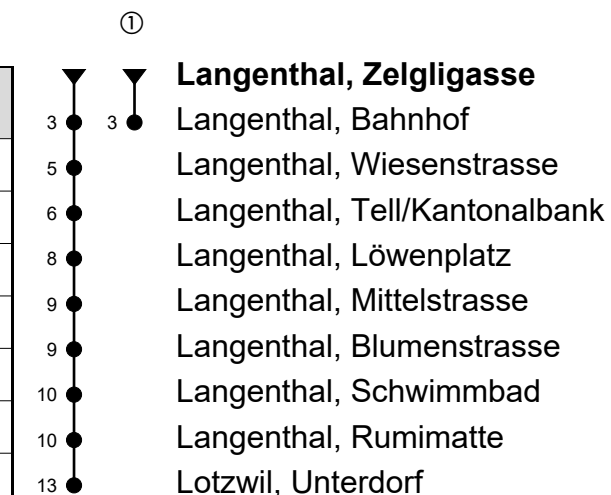 ①
Langenthal, Zelgligasse
3 3 Langenthal, Bahnhof
5 Langenthal, Wiesenstrasse
6 Langenthal, Tell/Kantonalbank
8 Langenthal, Löwenplatz
9 Langenthal, Mittelstrasse
9 Langenthal, Blumenstrasse
10 Langenthal, Schwimmbad
10 Langenthal, Rumimatte
13 Lotzwil, Unterdorf